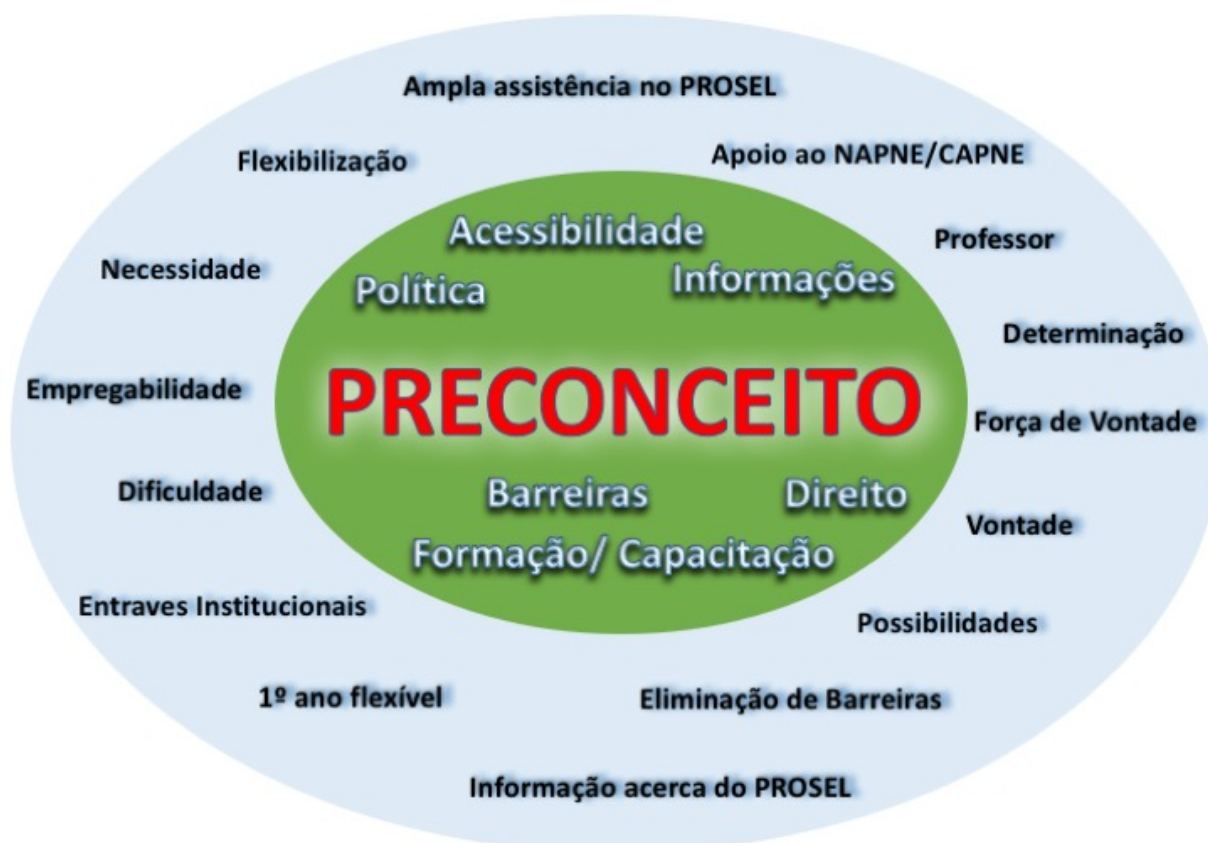 Ampla assistência no PROSEL
Flexibilização
Apoio ao NAPNE/CAPNE
Acessibilidade
Professor
Necessidade
Política
Informações
Determinação
Empregabilidade
PRECONCEITO
Força de Vontade
Dificuldade
Barreiras
Direito
Vontade
Formação/ Capacitação
Entraves Institucionais
Possibilidades
1º ano flexível
Eliminação de Barreiras
Informação acerca do PROSEL